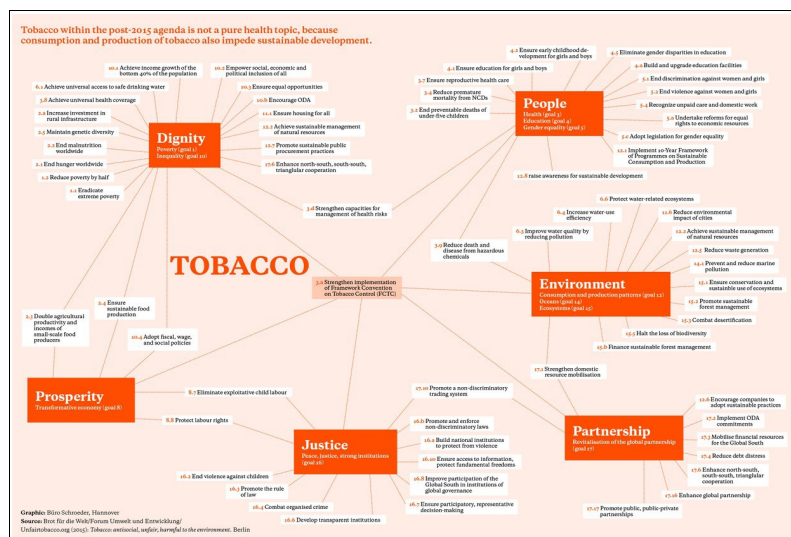 Tobacco within the post-2015 agenda is not a pure health topic, because
consumption and production of tobacco also impede sustainable development.
10.1 Achieve income growth of the
bottom 40% of the population
10.2 Empower social, economic and
political inclusion of all
6.1 Achieve universal access to safe drinking water
10.3 Ensure equal opportunities
3.8 Achieve universal health coverage
10.b Encourage ODA
2.a Increase investment in
rural infrastructure
11.1 Ensure housing for all
12.2 Achieve sustainable management
of natural resources
2.5 Maintain genetic diversity
2.2 End malnutrition
worldwide
12.7 Promote sustainable public
procurement practices
2.1 End hunger worldwide
17.6 Enhance north-south, south-south,
triangular cooperation
1.2 Reduce poverty by half
1.1 Eradicate
extreme poverty
Dignity
Poverty (goal 1)
Inequality (goal 10)
4.2 Ensure early childhood de-
velopment for girls and boys
4.5 Eliminate gender disparities in education
4.1 Ensure education for girls and boys
4.a Build and upgrade education facilities
3.7 Ensure reproductive health care
5.1 End discrimination against women and girls
3.4 Reduce premature
mortality from NCDs
5.2 End violence against women and girls
3.2 End preventable deaths of
under-five children
5.4 Recognize unpaid care and domestic work
5.a Undertake reforms for equal
rights to economic resources
5.c Adopt legislation for gender equality
12.1 Implement 10-Year Framework
of Programmes on Sustainable
Consumption and Production
12.8 raise awareness for sustainable development
People
Health (goal 3)
Education (goal 4)
Gender equality (goal 5)
3.d Strengthen capacities for
management of health risks
3.9 Reduce death and
disease from hazardous
chemicals
TOBACCO
3.a Strengthen implementation
of Framework Convention
on Tobacco Control (FCTC)
6.6 Protect water-related ecosystems
6.4 Increase water-use
efficiency
11.6 Reduce environmental
impact of cities
6.3 Improve water quality by
reducing pollution
12.2 Achieve sustainable management
of natural resources
12.5 Reduce waste generation
14.1 Prevent and reduce marine
pollution
15.1 Ensure conservation and
sustainble use of ecosystems
15.2 Promote sustainable
forest management
15.3 Combat desertification
15.5 Halt the loss of biodiversity
15.b Finance sustainable forest management
Environment
Consumption and production patterns (goal 12)
Oceans (goal 14)
Ecosystems (goal 15)
2.3 Double agricultural
productivity and
incomes of
small-scale food
producers
2.4 Ensure
sustainable food
production
10.4 Adopt fiscal, wage,
and social policies
Prosperity
Transformative economy (goal 8)
8.7 Eliminate exploitative child labour
8.8 Protect labour rights
17.1 Strengthen domestic
resource mobilisation
17.10 Promote a non-discriminatory
trading system
Justice
Peace, justice, strong institutions
(goal 16)
16.b Promote and enforce
non-discriminatory laws
16.a Build national institutions
to protect from violence
16.10 Ensure access to information,
protect fundamental freedoms
16.8 Improve participation of the
Global South in institutions of
global governance
16.7 Ensure participatory, representative
decision-making
16.2 End violence against children
16.3 Promote the rule
of law
16.4 Combat organised crime
16.6 Develop transparent institutions
Partnership
Revitalisation of the global partnership
(goal 17)
12.6 Encourage companies to
adopt sustainable practices
17.2 Implement ODA
commitments
17.3 Mobilise financial resources
for the Global South
17.4 Reduce debt distress
17.6 Enhance north-south,
south-south, triangular
cooperation
17.16 Enhance global partnership
17.17 Promote public, public-private
partnerships
Graphic: Büro Schroeder, Hannover
Source: Brot für die Welt/Forum Umwelt und Entwicklung/
Unfairtobacco.org (2015): Tobacco: antisocial, unfair, harmful to the environment. Berlin